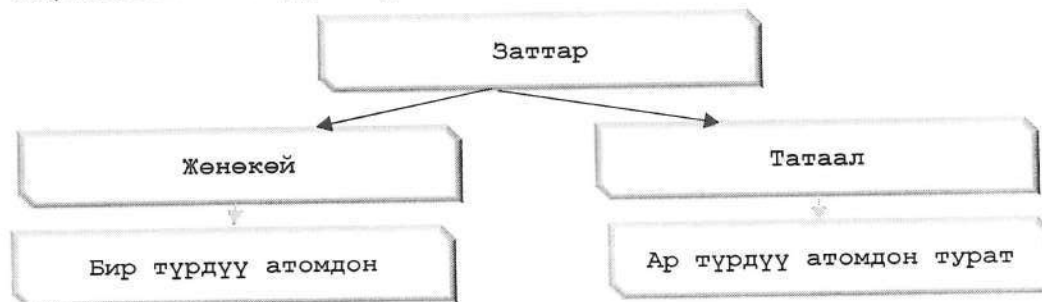 Заттар
Жөнөкөй
Татаал
Бир түрдүү атомдон
Ар түрдүү атомдон турат